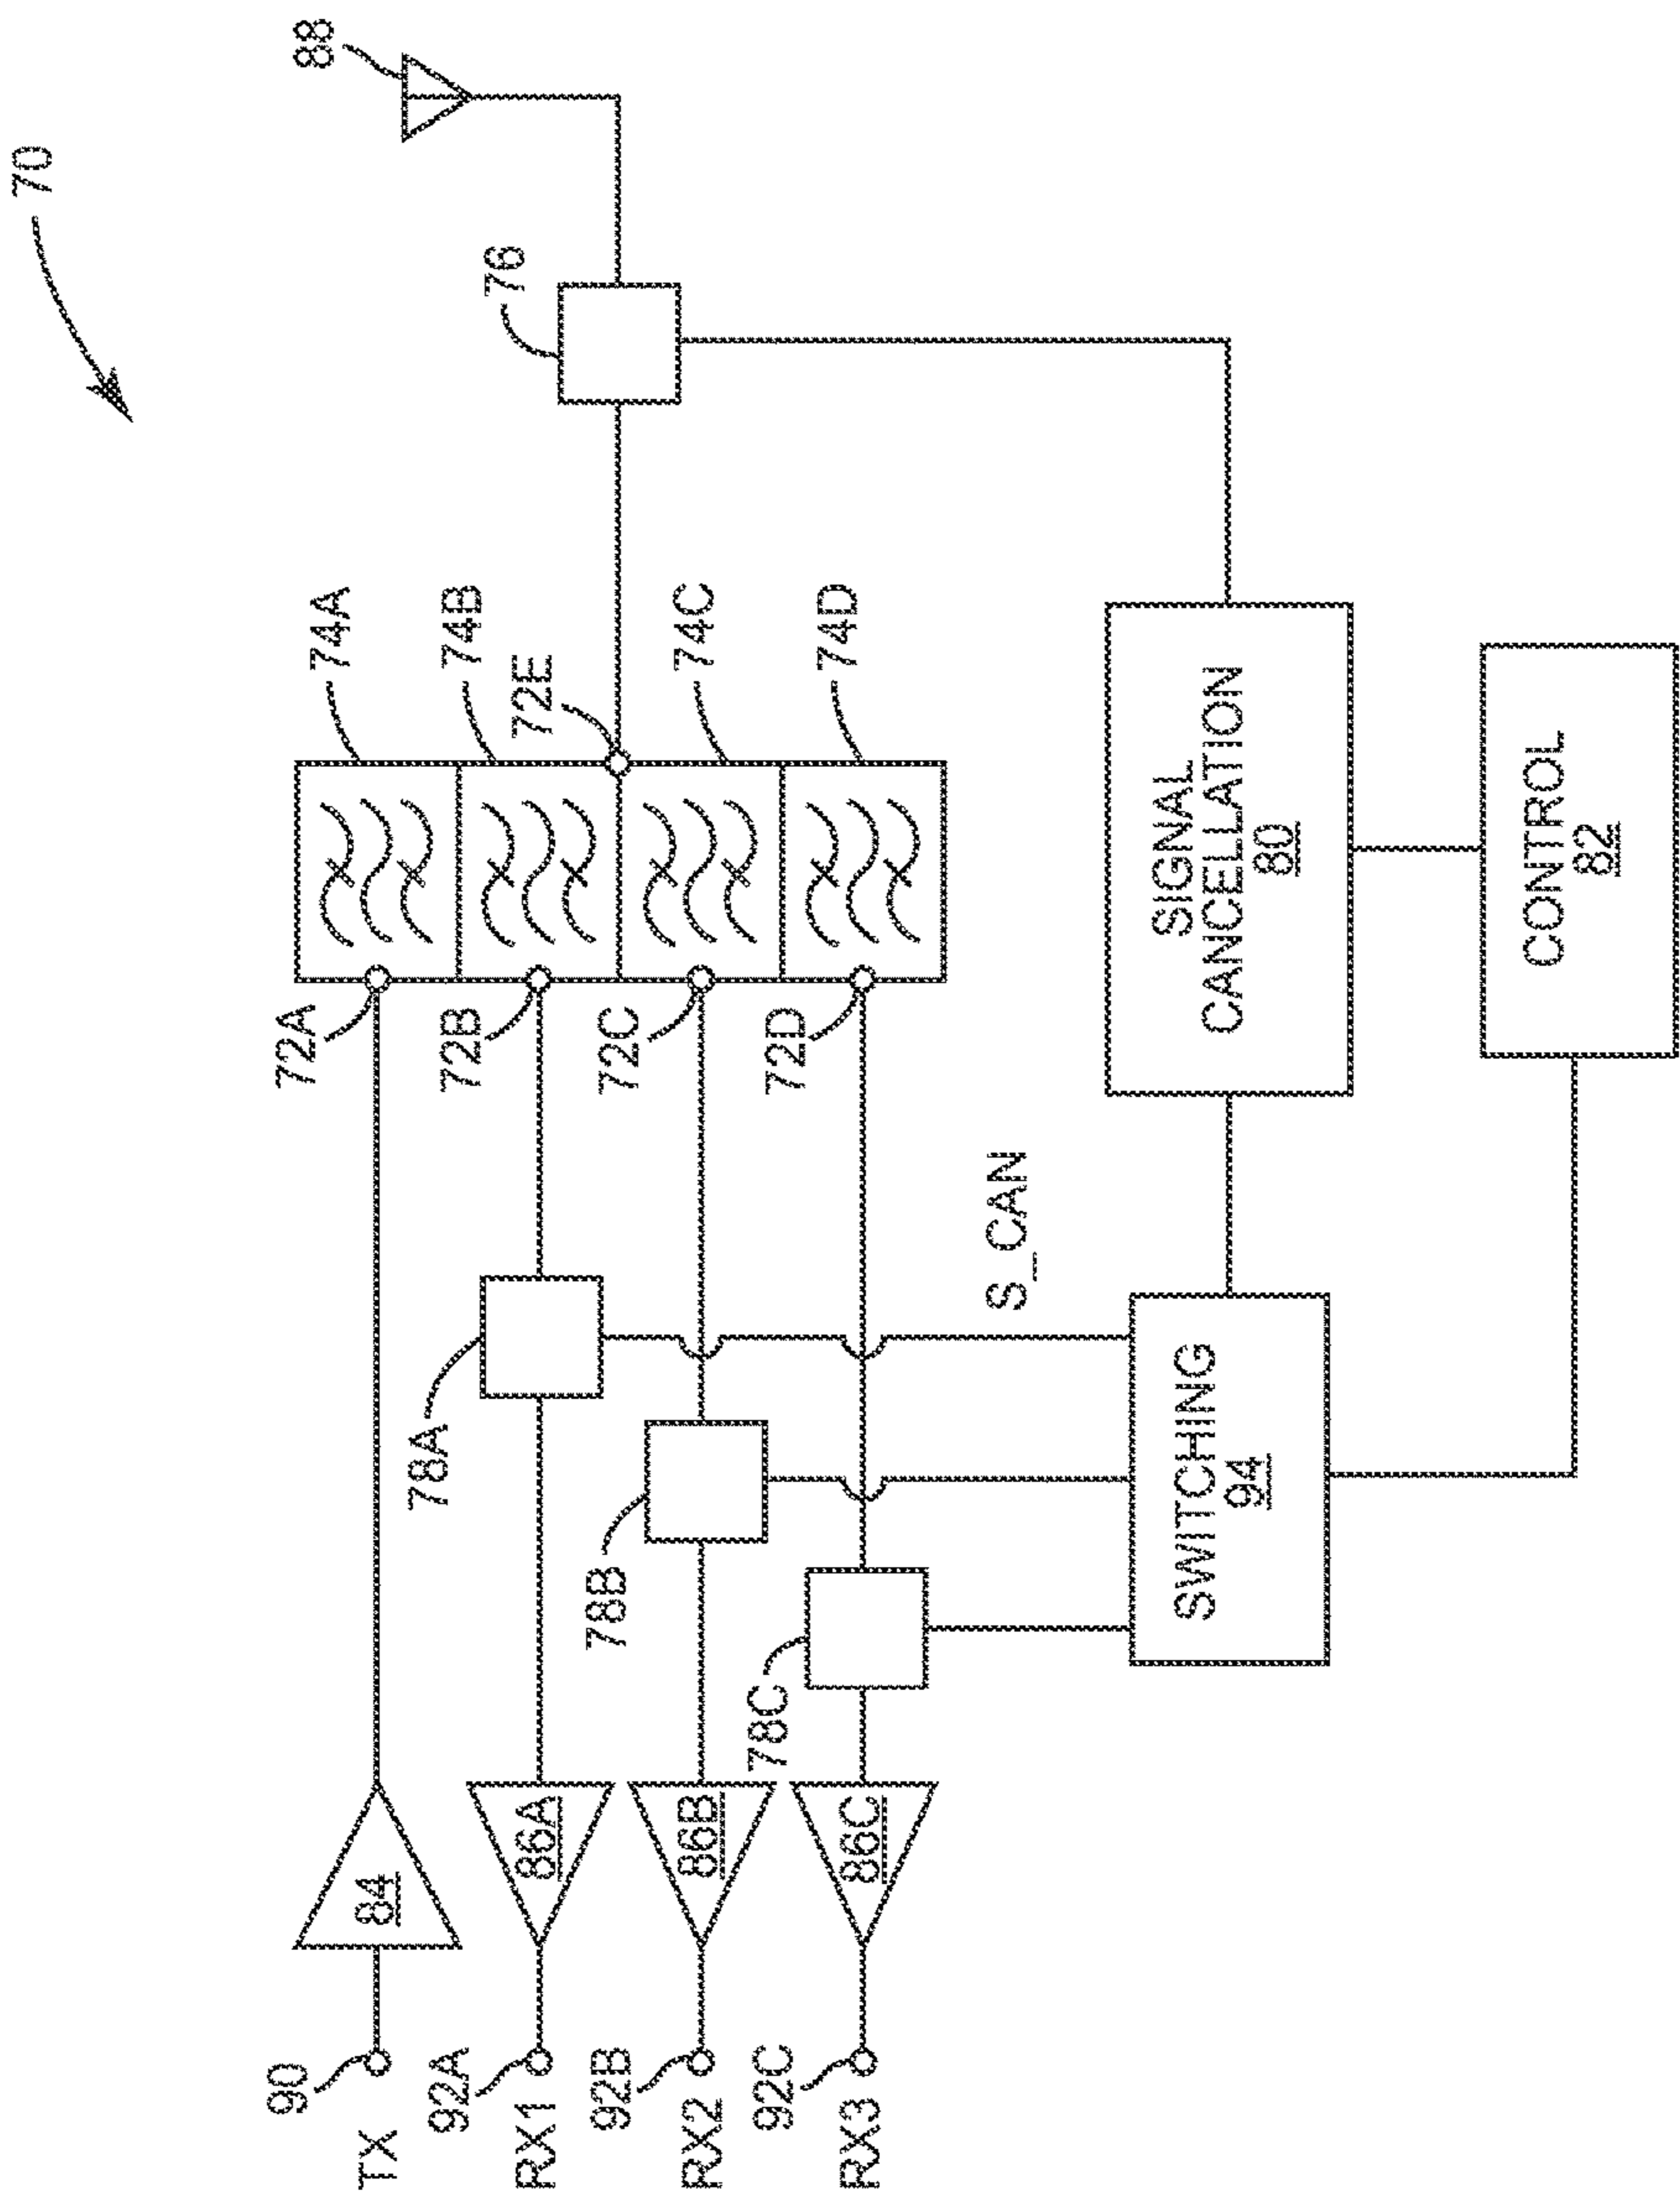 70
88
76
74A
74B
72E
74C
74D
72A
72B
72C
72D
78A
78B
78C
S_CAN
SIGNAL
CANCELLATION
80
CONTROL
82
SWITCHING
94
84
86A
86B
86C
90
TX
92A
RX1
92B
RX2
92C
RX3